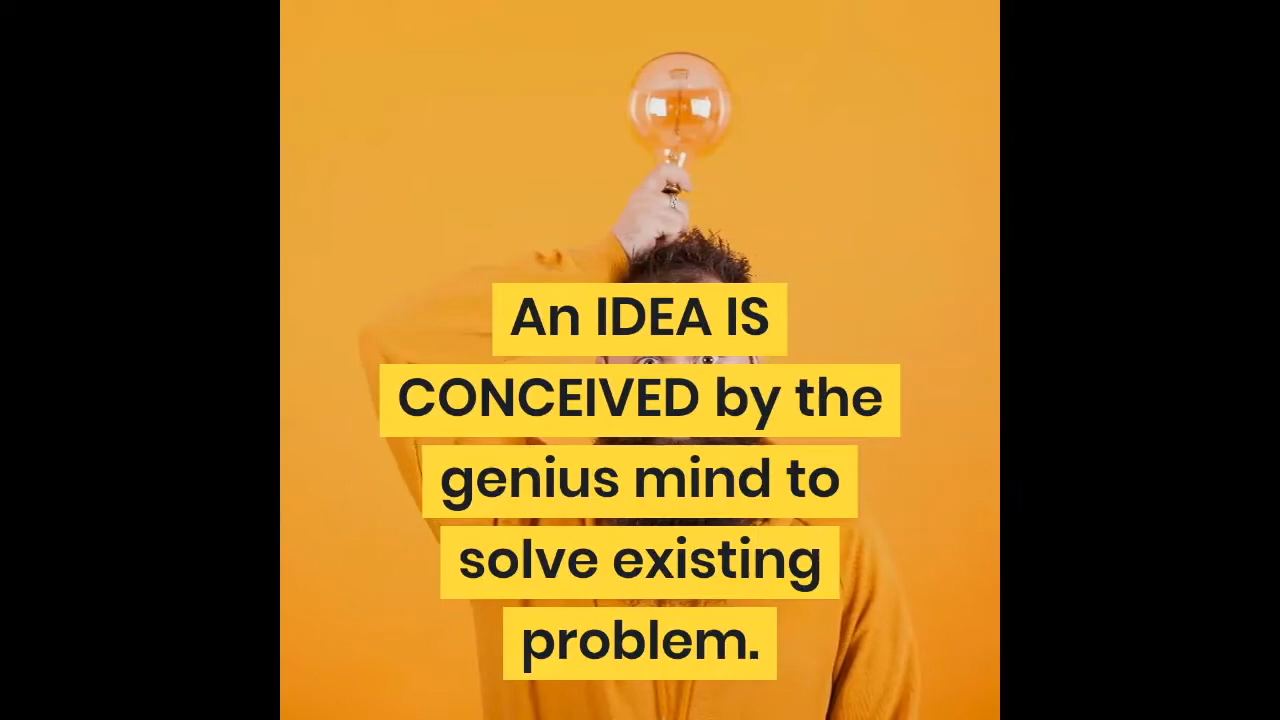 An IDEA IS
CONCEIVED by the
genius mind to
solve existing
problem.